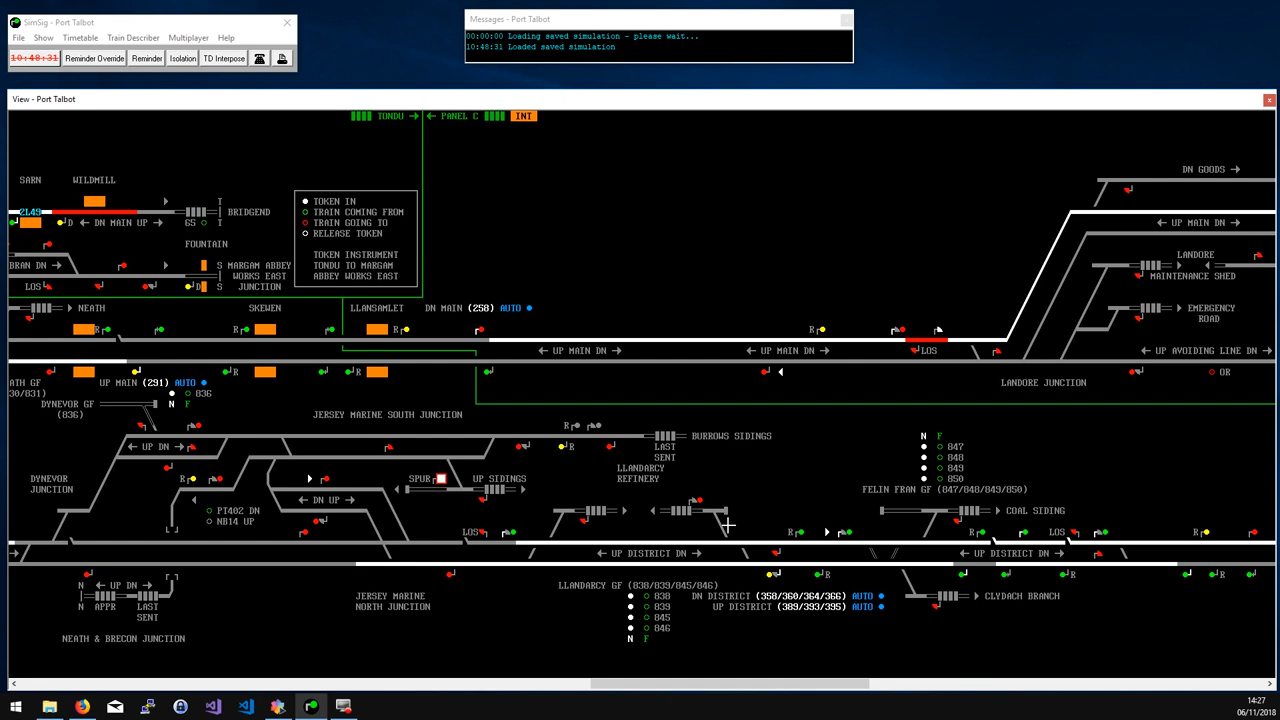 SimSig - Port Talbot
File Show Timetable Train Describer Multiplayer Help
10:48:31 Reminder Override Reminder Isolation TD Interpose
Messages - Port Talbot
00:00:00 Loading saved simulation - please wait...
10:48:31 Loaded saved simulation
View - Port Talbot
TONDU → ← PANEL C INT
DN GOODS →
SARN WILDMILL
T
2L49 BRIDGEND
D ← DN MAIN UP → GS T
FOUNTAIN
BRAN DN → S MARGAM ABBEY
WORKS EAST
LOS D S JUNCTION
TOKEN IN
TRAIN COMING FROM
TRAIN GOING TO
RELEASE TOKEN
TOKEN INSTRUMENT
TONDU TO MARGAM
ABBEY WORKS EAST
← UP MAIN DN →
LANDORE
MAINTENANCE SHED
EMERGENCY
ROAD
NEATH SKEWEN LLANSAMLET DN MAIN (258) AUTO
R R R R
← UP MAIN DN → ← UP MAIN DN → LOS ← UP AVOIDING LINE DN →
R R OR
ATH GF UP MAIN (291) AUTO LANDORE JUNCTION
30/831) 836
DYNEVOR GF N F
(836)
JERSEY MARINE SOUTH JUNCTION
R
BURROWS SIDINGS
← UP DN → R LAST
SENT
DYNEVOR
JUNCTION
R SPUR UP SIDINGS
LLANDARCY
REFINERY
N F
847
848
849
850
FELIN FRAN GF (847/848/849/850)
← DN UP →
PT402 DN
NB14 UP
COAL SIDING
LOS R R LOS R
← UP DISTRICT DN → ← UP DISTRICT DN →
R R R
N ← UP DN →
N APPR LAST
SENT
NEATH & BRECON JUNCTION
JERSEY MARINE
NORTH JUNCTION
LLANDARCY GF (838/839/845/846)
838
839
845
846
N F
DN DISTRICT (358/360/364/366) AUTO
UP DISTRICT (389/393/395) AUTO
CLYDACH BRANCH
14:27
06/11/2018